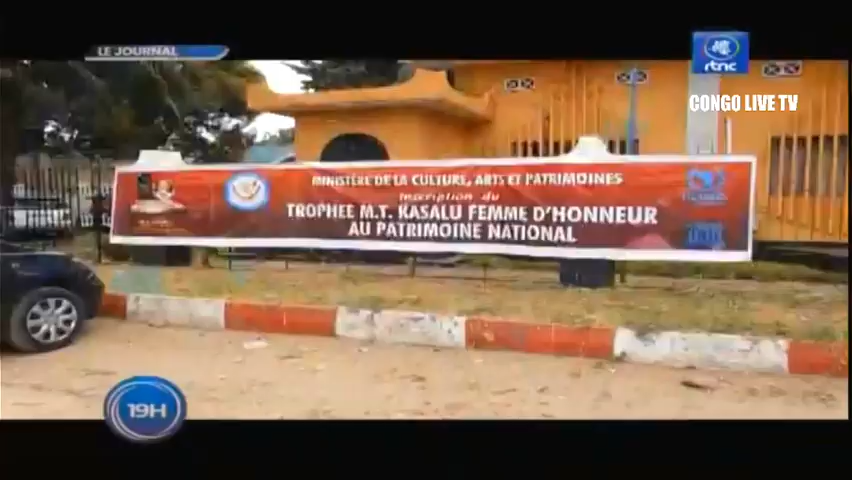 LE JOURNAL
rtnc
CONGO LIVE TV
MINISTÈRE DE LA CULTURE, ARTS ET PATRIMOINES
Inscription du
TROPHEE M.T. KASALU FEMME D'HONNEUR
AU PATRIMOINE NATIONAL
19H